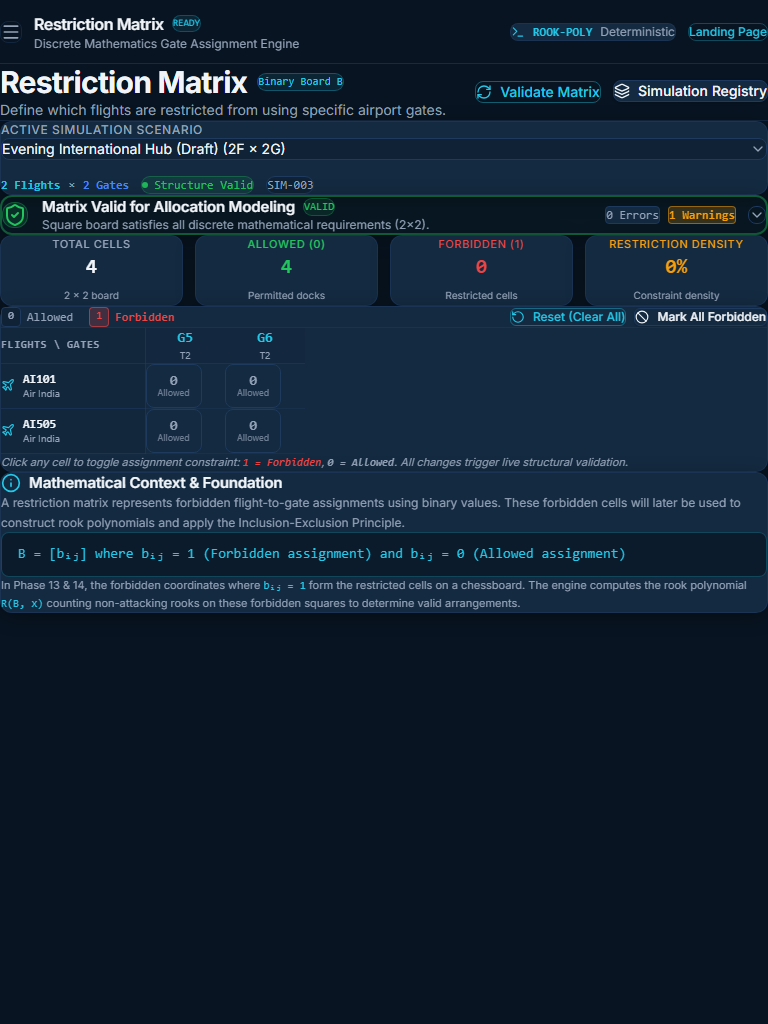 Restriction Matrix READY
Discrete Mathematics Gate Assignment Engine
ROOK-POLY Deterministic
Landing Page
Restriction Matrix Binary Board B
Define which flights are restricted from using specific airport gates.
Validate Matrix
Simulation Registry
ACTIVE SIMULATION SCENARIO
Evening International Hub (Draft) (2F × 2G)
2 Flights × 2 Gates Structure Valid SIM-003
Matrix Valid for Allocation Modeling VALID
Square board satisfies all discrete mathematical requirements (2×2).
0 Errors 1 Warnings
TOTAL CELLS
4
2 × 2 board
ALLOWED (0)
4
Permitted docks
FORBIDDEN (1)
0
Restricted cells
RESTRICTION DENSITY
0%
Constraint density
0 Allowed 1 Forbidden
Reset (Clear All) Mark All Forbidden
FLIGHTS \ GATES
G5
T2
G6
T2
AI101
Air India
0
Allowed
0
Allowed
AI505
Air India
0
Allowed
0
Allowed
Click any cell to toggle assignment constraint: 1 = Forbidden, 0 = Allowed. All changes trigger live structural validation.
Mathematical Context & Foundation
A restriction matrix represents forbidden flight-to-gate assignments using binary values. These forbidden cells will later be used to
construct rook polynomials and apply the Inclusion-Exclusion Principle.
B = [bᵢⱼ] where bᵢⱼ = 1 (Forbidden assignment) and bᵢⱼ = 0 (Allowed assignment)
In Phase 13 & 14, the forbidden coordinates where bᵢⱼ = 1 form the restricted cells on a chessboard. The engine computes the rook polynomial
R(B, x) counting non-attacking rooks on these forbidden squares to determine valid arrangements.